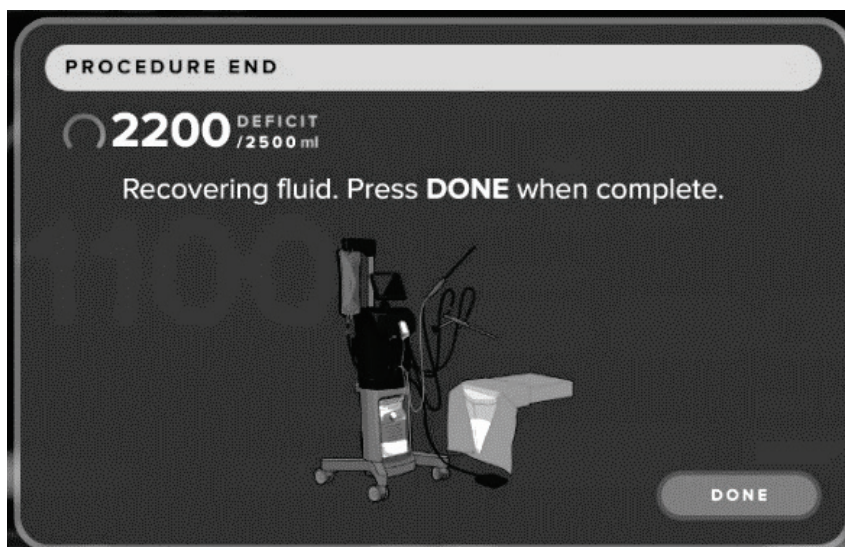 PROCEDURE END
2200 DEFICIT
/2500 ml
Recovering fluid. Press DONE when complete.
1100
DONE